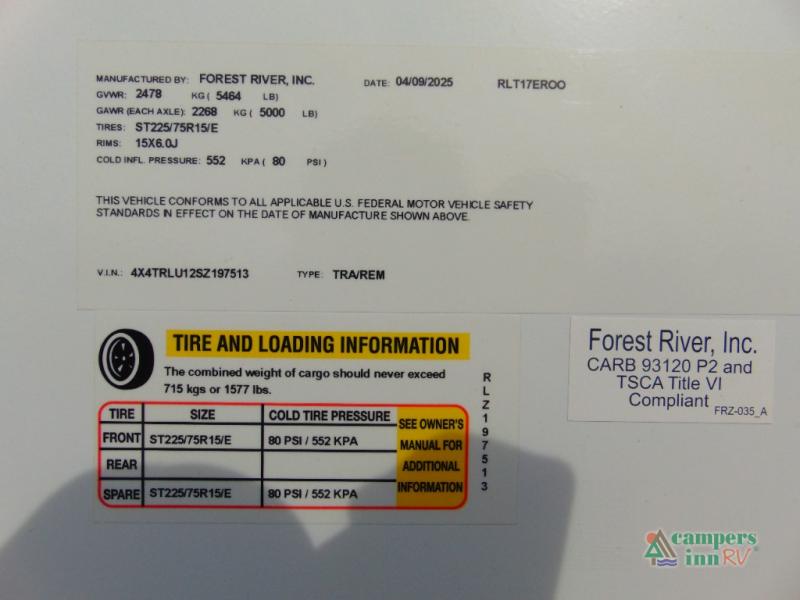 MANUFACTURED BY: FOREST RIVER, INC. DATE: 04/09/2025 RLT17EROO
GVWR: 2478 KG ( 5464 LB)
GAWR (EACH AXLE): 2268 KG ( 5000 LB)
TIRES: ST225/75R15/E
RIMS: 15X6.0J
COLD INFL. PRESSURE: 552 KPA ( 80 PSI )
THIS VEHICLE CONFORMS TO ALL APPLICABLE U.S. FEDERAL MOTOR VEHICLE SAFETY
STANDARDS IN EFFECT ON THE DATE OF MANUFACTURE SHOWN ABOVE.
V.I.N.: 4X4TRLU12SZ197513 TYPE: TRA/REM
TIRE AND LOADING INFORMATION
The combined weight of cargo should never exceed
715 kgs or 1577 lbs.
TIRE SIZE COLD TIRE PRESSURE
FRONT ST225/75R15/E 80 PSI / 552 KPA
REAR
SPARE ST225/75R15/E 80 PSI / 552 KPA
SEE OWNER'S
MANUAL FOR
ADDITIONAL
INFORMATION
RLZ197513
Forest River, Inc.
CARB 93120 P2 and
TSCA Title VI
Compliant
FRZ-035_A
campers
inn RV